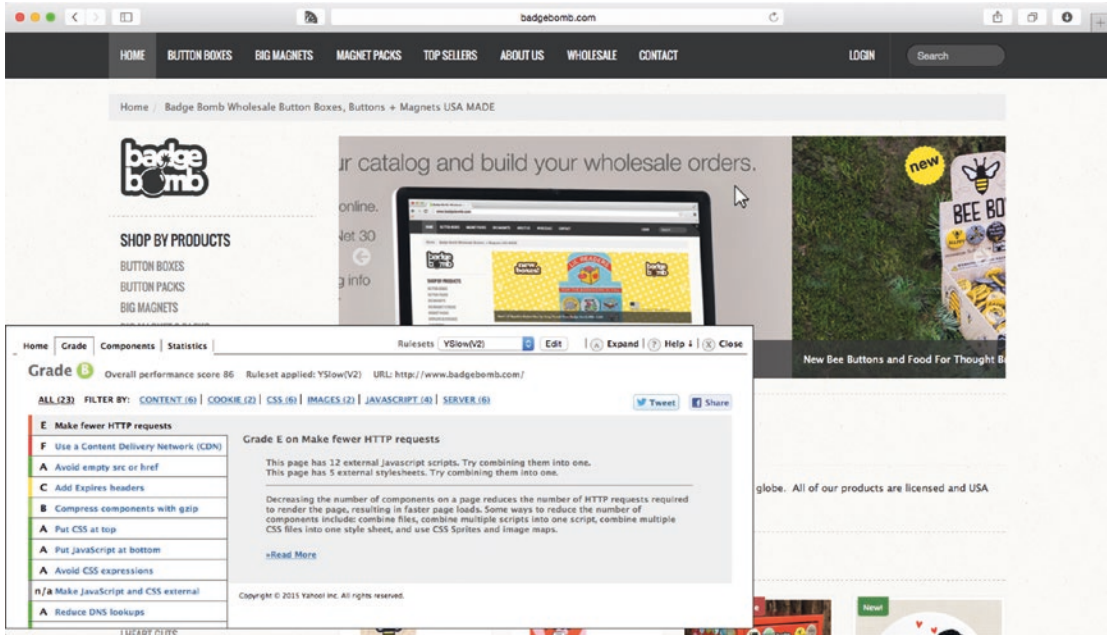 badgebomb.com
HOME BUTTON BOXES BIG MAGNETS MAGNET PACKS TOP SELLERS ABOUT US WHOLESALE CONTACT LOGIN Search
Home / Badge Bomb Wholesale Button Boxes, Buttons + Magnets USA MADE
badge
bomb
ur catalog and build your wholesale orders.
online.
Net 30
g info
new
BEE BO
SHOP BY PRODUCTS
BUTTON BOXES
BUTTON PACKS
BIG MAGNETS
New Bee Buttons and Food For Thought B
Home Grade Components Statistics Rulesets YSlow(V2) Edit Expand Help Close
Grade B Overall performance score 86 Ruleset applied: YSlow(V2) URL: http://www.badgebomb.com/
ALL (23) FILTER BY: CONTENT (6) | COOKIE (2) | CSS (6) | IMAGES (2) | JAVASCRIPT (4) | SERVER (6) Tweet Share
E Make fewer HTTP requests
F Use a Content Delivery Network (CDN)
A Avoid empty src or href
C Add Expires headers
B Compress components with gzip
A Put CSS at top
A Put JavaScript at bottom
A Avoid CSS expressions
n/a Make JavaScript and CSS external
A Reduce DNS lookups
Grade E on Make fewer HTTP requests
This page has 12 external Javascript scripts. Try combining them into one.
This page has 5 external stylesheets. Try combining them into one.
Decreasing the number of components on a page reduces the number of HTTP requests required
to render the page, resulting in faster page loads. Some ways to reduce the number of
components include: combine files, combine multiple scripts into one script, combine multiple
CSS files into one style sheet, and use CSS Sprites and image maps.
»Read More
Copyright © 2015 Yahoo! Inc. All rights reserved.
globe. All of our products are licensed and USA
New!